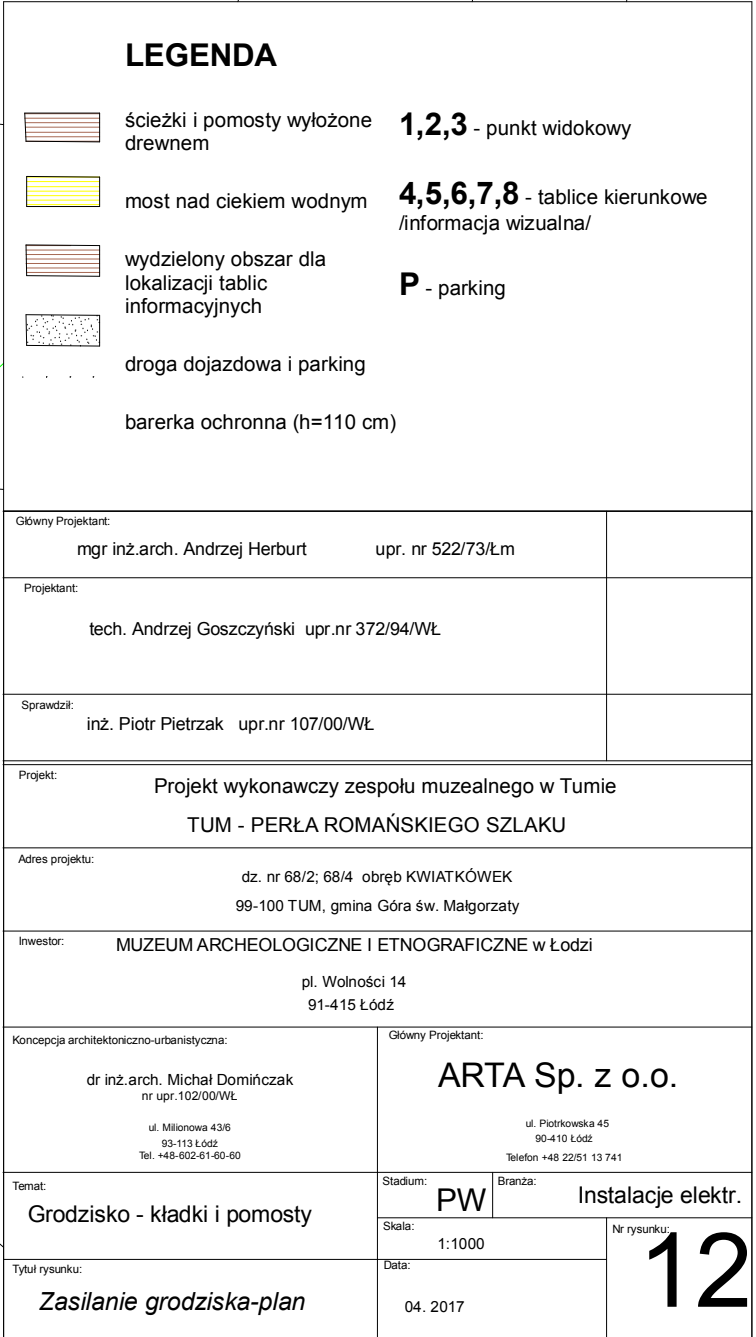 LEGENDA
ścieżki i pomosty wyłożone
drewnem
most nad ciekiem wodnym
wydzielony obszar dla
lokalizacji tablic
informacyjnych
droga dojazdowa i parking
barerka ochronna (h=110 cm)
1,2,3 - punkt widokowy
4,5,6,7,8 - tablice kierunkowe
/informacja wizualna/
P - parking
Główny Projektant:
mgr inż.arch. Andrzej Herburt upr. nr 522/73/Łm
Projektant:
tech. Andrzej Goszczyński upr.nr 372/94/WŁ
Sprawdził:
inż. Piotr Pietrzak upr.nr 107/00/WŁ
Projekt:
Projekt wykonawczy zespołu muzealnego w Tumie
TUM - PERŁA ROMAŃSKIEGO SZLAKU
Adres projektu:
dz. nr 68/2; 68/4 obręb KWIATKÓWEK
99-100 TUM, gmina Góra św. Małgorzaty
Inwestor:
MUZEUM ARCHEOLOGICZNE I ETNOGRAFICZNE w Łodzi
pl. Wolności 14
91-415 Łódź
Koncepcja architektoniczno-urbanistyczna:
dr inż.arch. Michał Domińczak
nr upr.102/00/WŁ
ul. Milionowa 43/6
93-113 Łódź
Tel. +48-602-61-60-60
Główny Projektant:
ARTA Sp. z o.o.
ul. Piotrkowska 45
90-410 Łódź
Telefon +48 22/51 13 741
Temat:
Grodzisko - kładki i pomosty
Stadium:
PW
Branża:
Instalacje elektr.
Skala:
1:1000
Nr rysunku:
12
Tytuł rysunku:
Zasilanie grodziska-plan
Data:
04. 2017